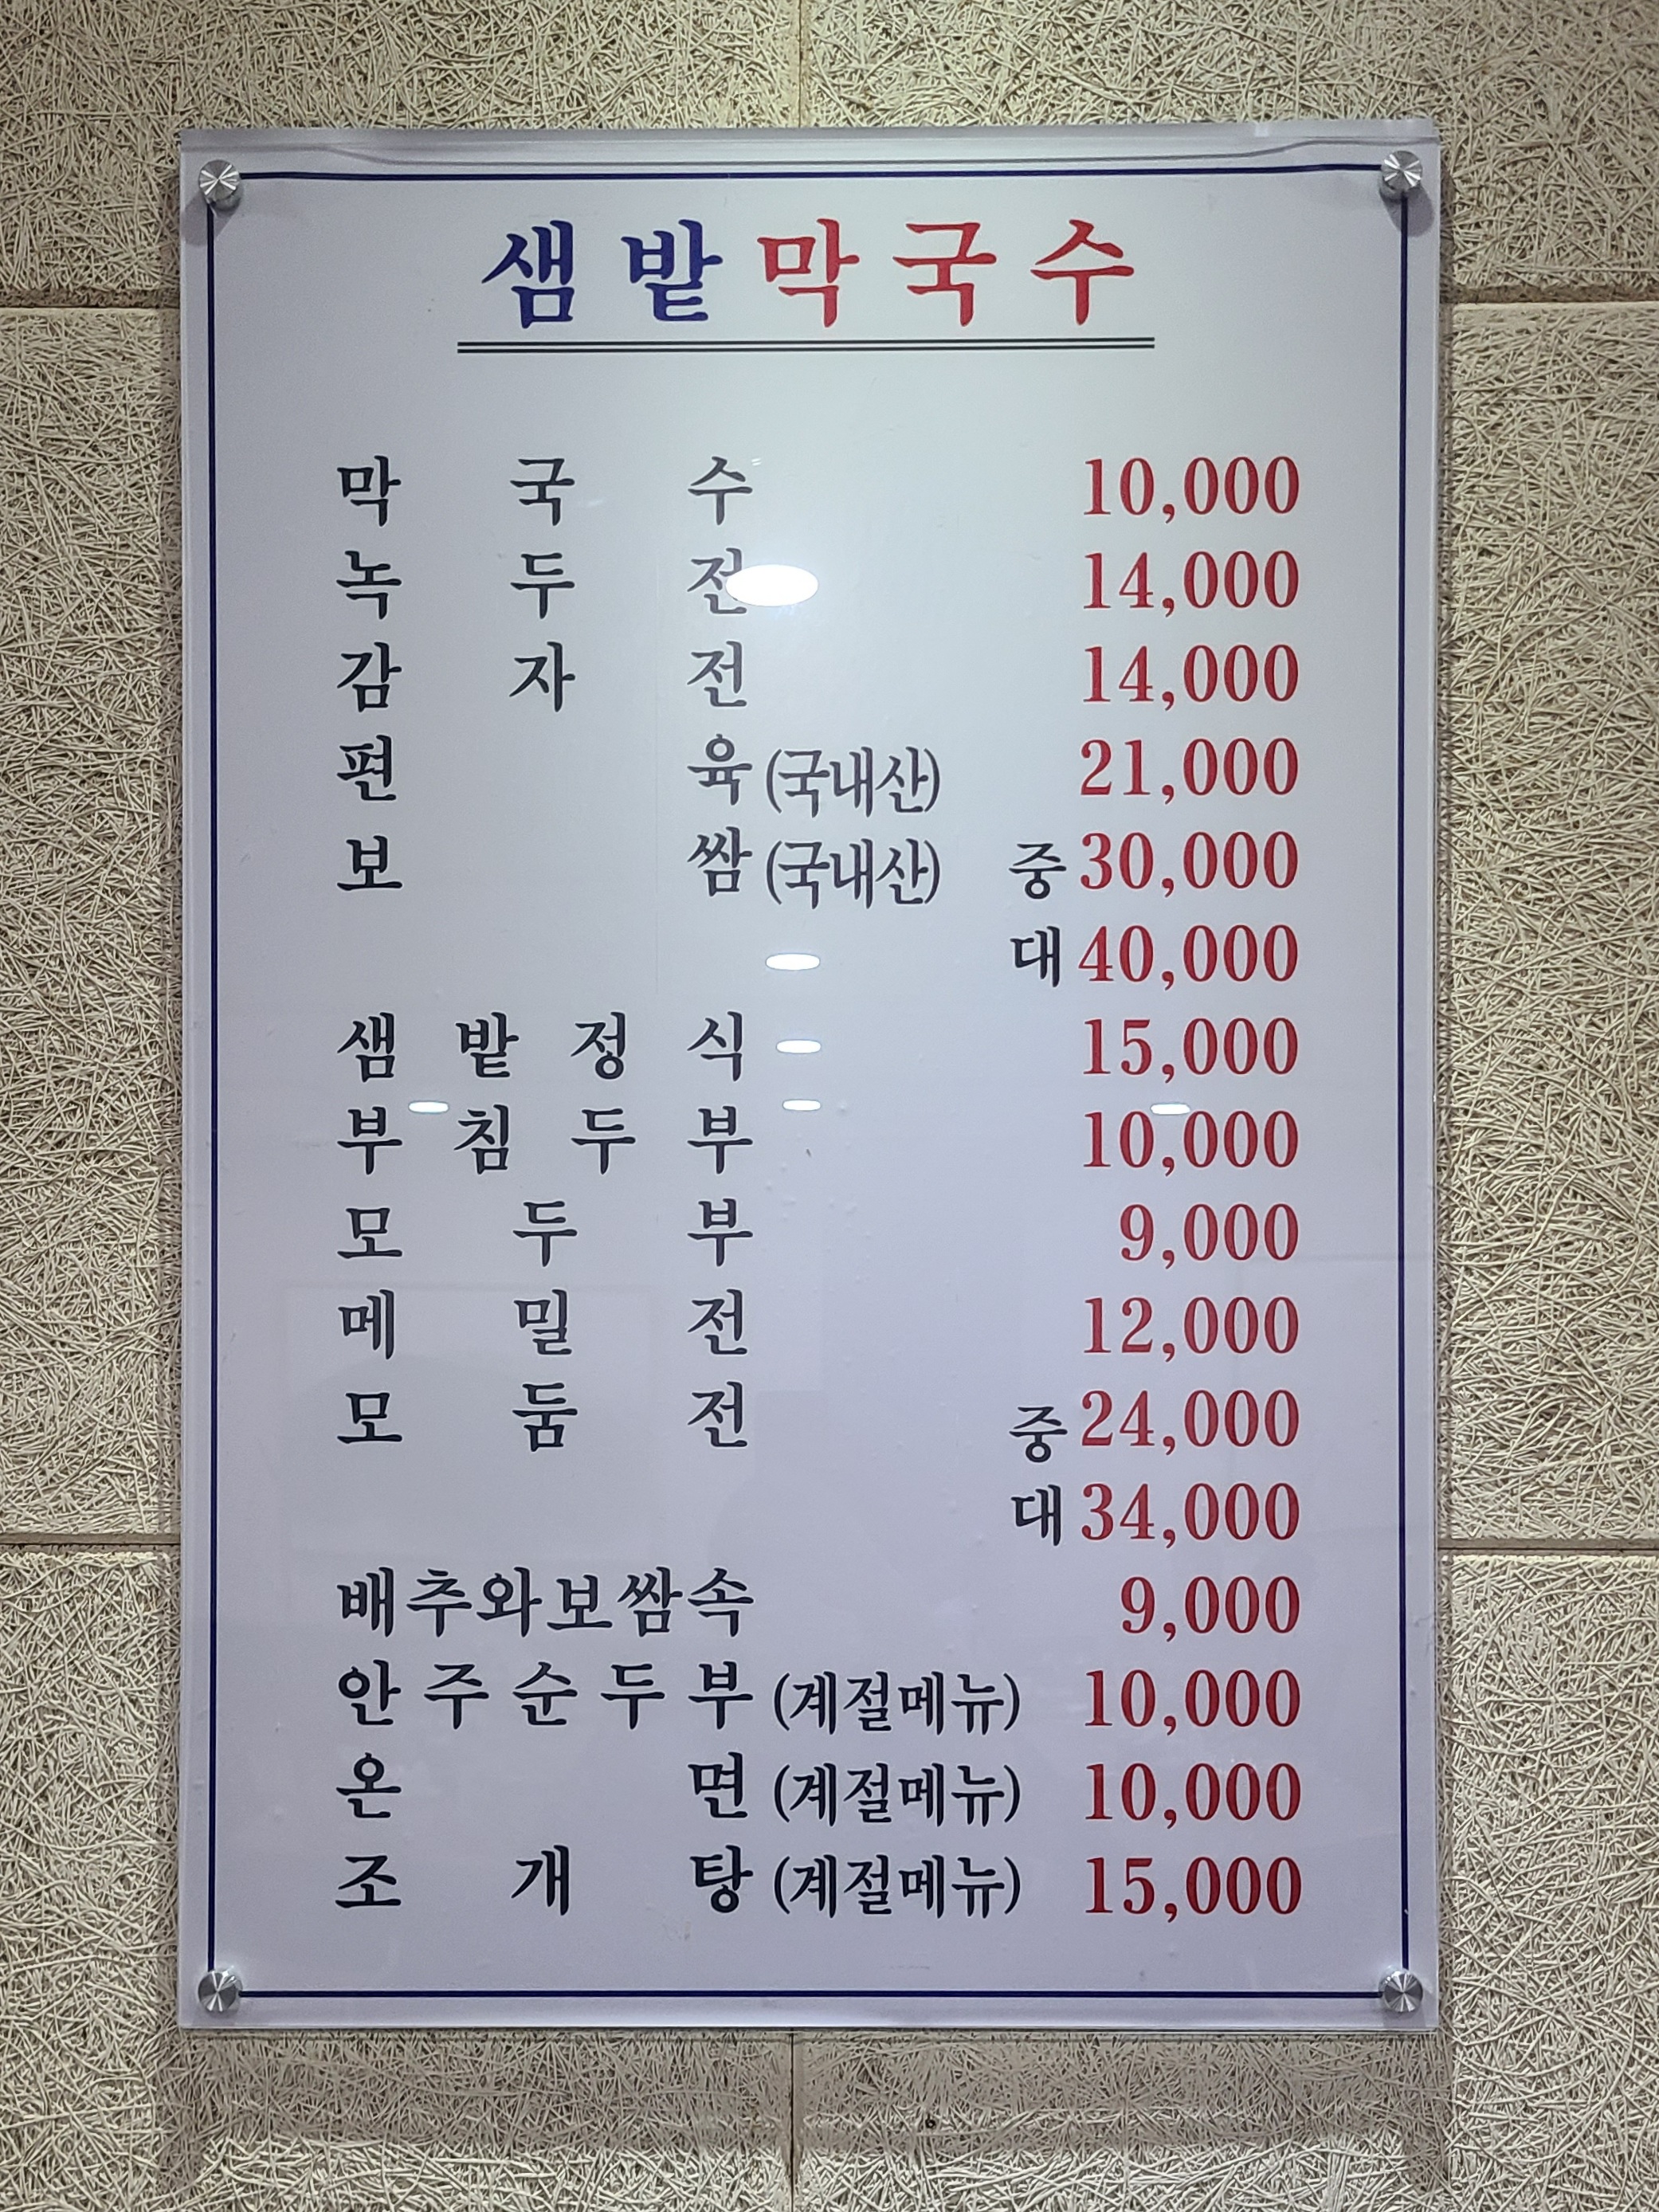 샘밭막국수
막국수 10,000
녹두전 14,000
감자전 14,000
편육 (국내산) 21,000
보쌈 (국내산) 중 30,000
대 40,000
샘밭정식 15,000
부침두부 10,000
모두부 9,000
메밀전 12,000
모둠전 중 24,000
대 34,000
배추와보쌈속 9,000
안주순두부 (계절메뉴) 10,000
온면 (계절메뉴) 10,000
조개탕 (계절메뉴) 15,000